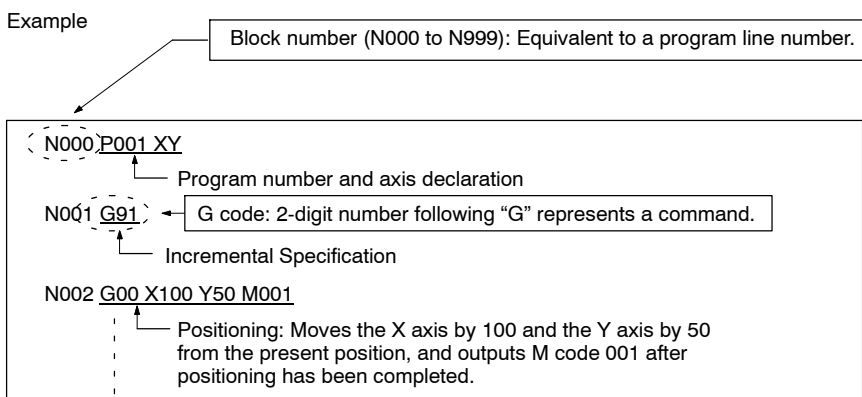 Example
Block number (N000 to N999): Equivalent to a program line number.
N000 P001 XY
Program number and axis declaration
N001 G91
G code: 2-digit number following “G” represents a command.
Incremental Specification
N002 G00 X100 Y50 M001
Positioning: Moves the X axis by 100 and the Y axis by 50
from the present position, and outputs M code 001 after
positioning has been completed.